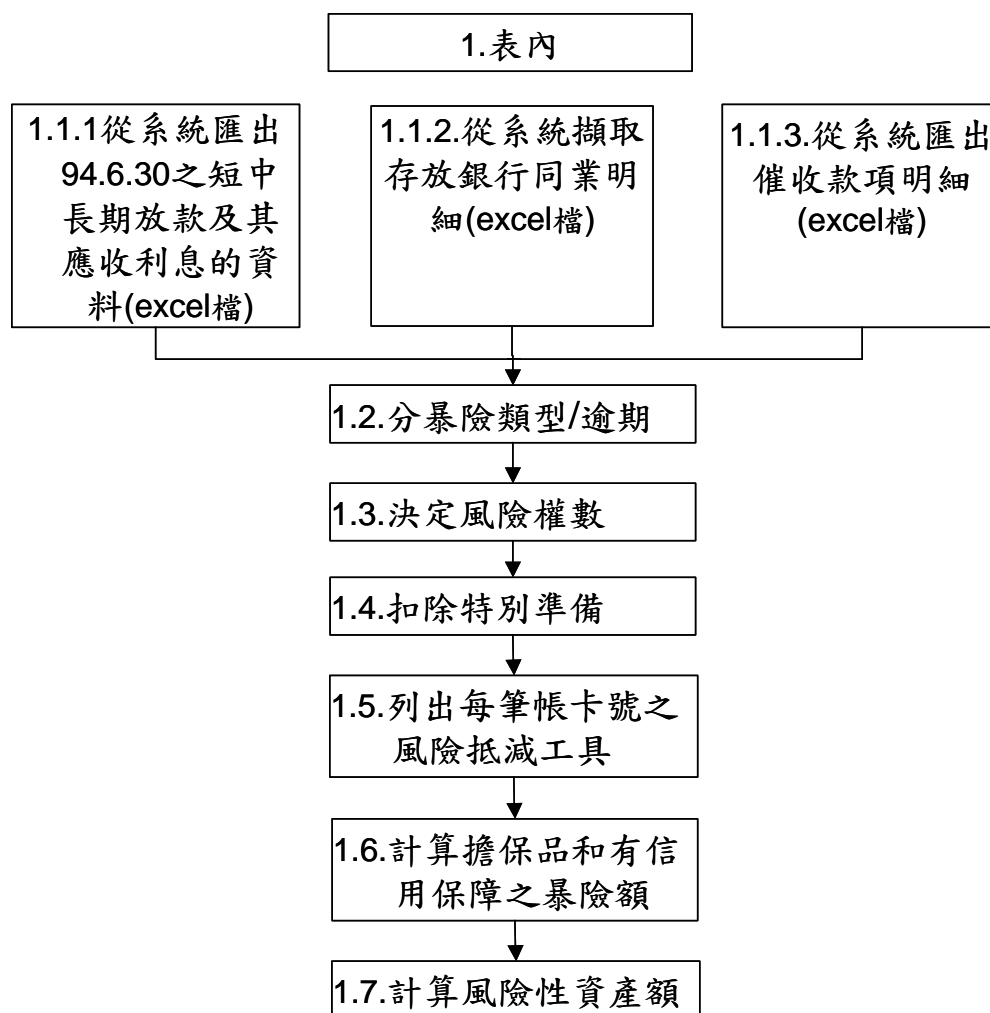 1.表內
1.1.1從系統匯出
94.6.30之短中
長期放款及其
應收利息的資
料(excel檔)
1.1.2.從系統擷取
存放銀行同業明
細(excel檔)
1.1.3.從系統匯出
催收款項明細
(excel檔)
1.2.分暴險類型/逾期
1.3.決定風險權數
1.4.扣除特別準備
1.5.列出每筆帳卡號之
風險抵減工具
1.6.計算擔保品和有信
用保障之暴險額
1.7.計算風險性資產額